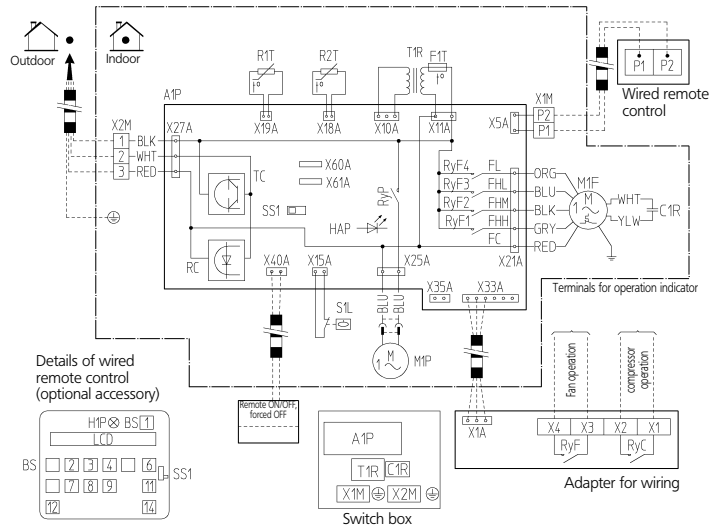 Outdoor
Indoor
R1T
R2T
T1R
F1T
P1
P2
Wired remote
control
A1P
X19A
X18A
X10A
X11A
X5A
X1M
P2
P1
X2M
X27A
1
BLK
2
WHT
3
RED
TC
X60A
X61A
RyP
SS1
HAP
RC
RyF4
FL
ORG
RyF3
FHL
BLU
RyF2
FHM
BLK
RyF1
FHH
GRY
FC
RED
M1F
M
1
WHT
YLW
C1R
X21A
X40A
X15A
X25A
X35A
X33A
Terminals for operation indicator
S1L
BLU
BLU
M
1
M1P
Remote ON/OFF,
forced OFF
Fan operation
compressor
operation
X1A
X4
X3
X2
X1
RyF
RyC
Adapter for wiring
Details of wired
remote control
(optional accessory)
H1P
BS
1
LCD
BS
2
3
4
6
SS1
7
8
9
11
12
14
A1P
T1R
C1R
X1M
X2M
Switch box